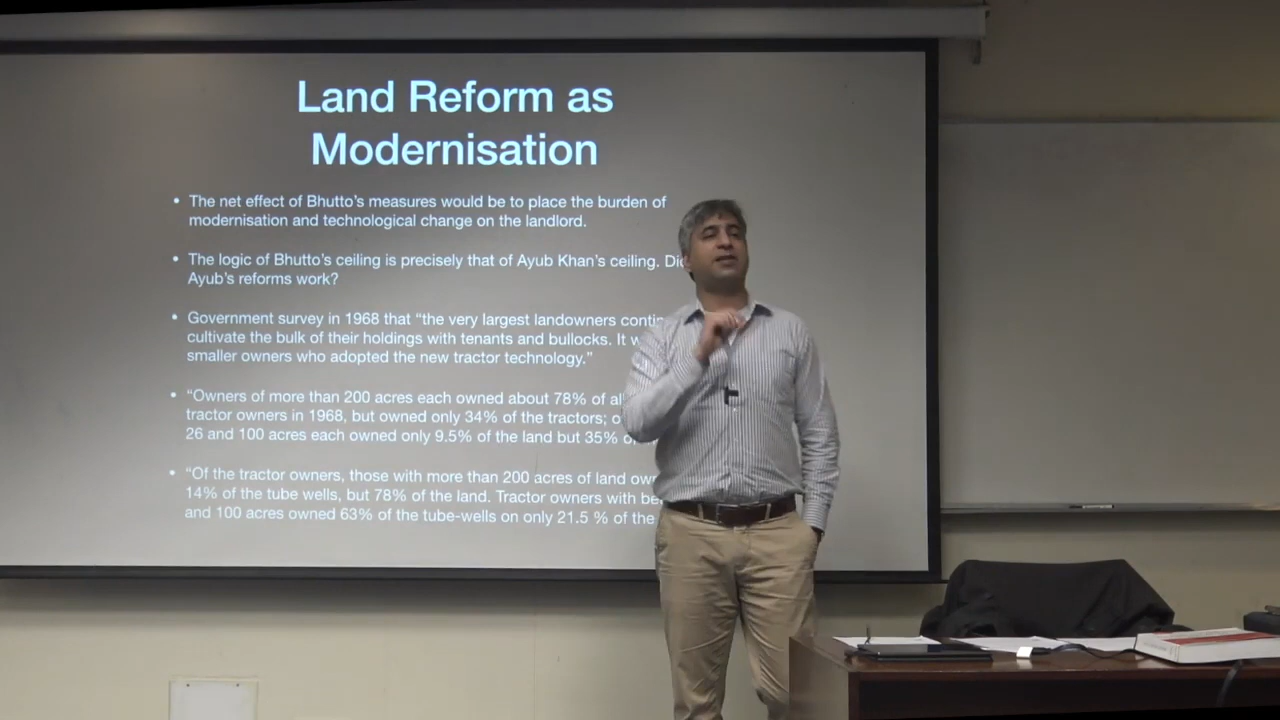 Land Reform as
Modernisation
• The net effect of Bhutto's measures would be to place the burden of
modernisation and technological change on the landlord.
• The logic of Bhutto's ceiling is precisely that of Ayub Khan's ceiling.
Ayub's reforms work?
• Government survey in 1968 that "the very largest landowners
cultivate the bulk of their holdings with tenants and bullocks. It
smaller owners who adopted the new tractor technology."
• "Owners of more than 200 acres each owned about 78% of
tractor owners in 1968, but owned only 34% of the tractors;
26 and 100 acres each owned only 9.5% of the land but 35%
• "Of the tractor owners, those with more than 200 acres of land
14% of the tube wells, but 78% of the land. Tractor owners with
and 100 acres owned 63% of the tube-wells on only 21.5 % of the